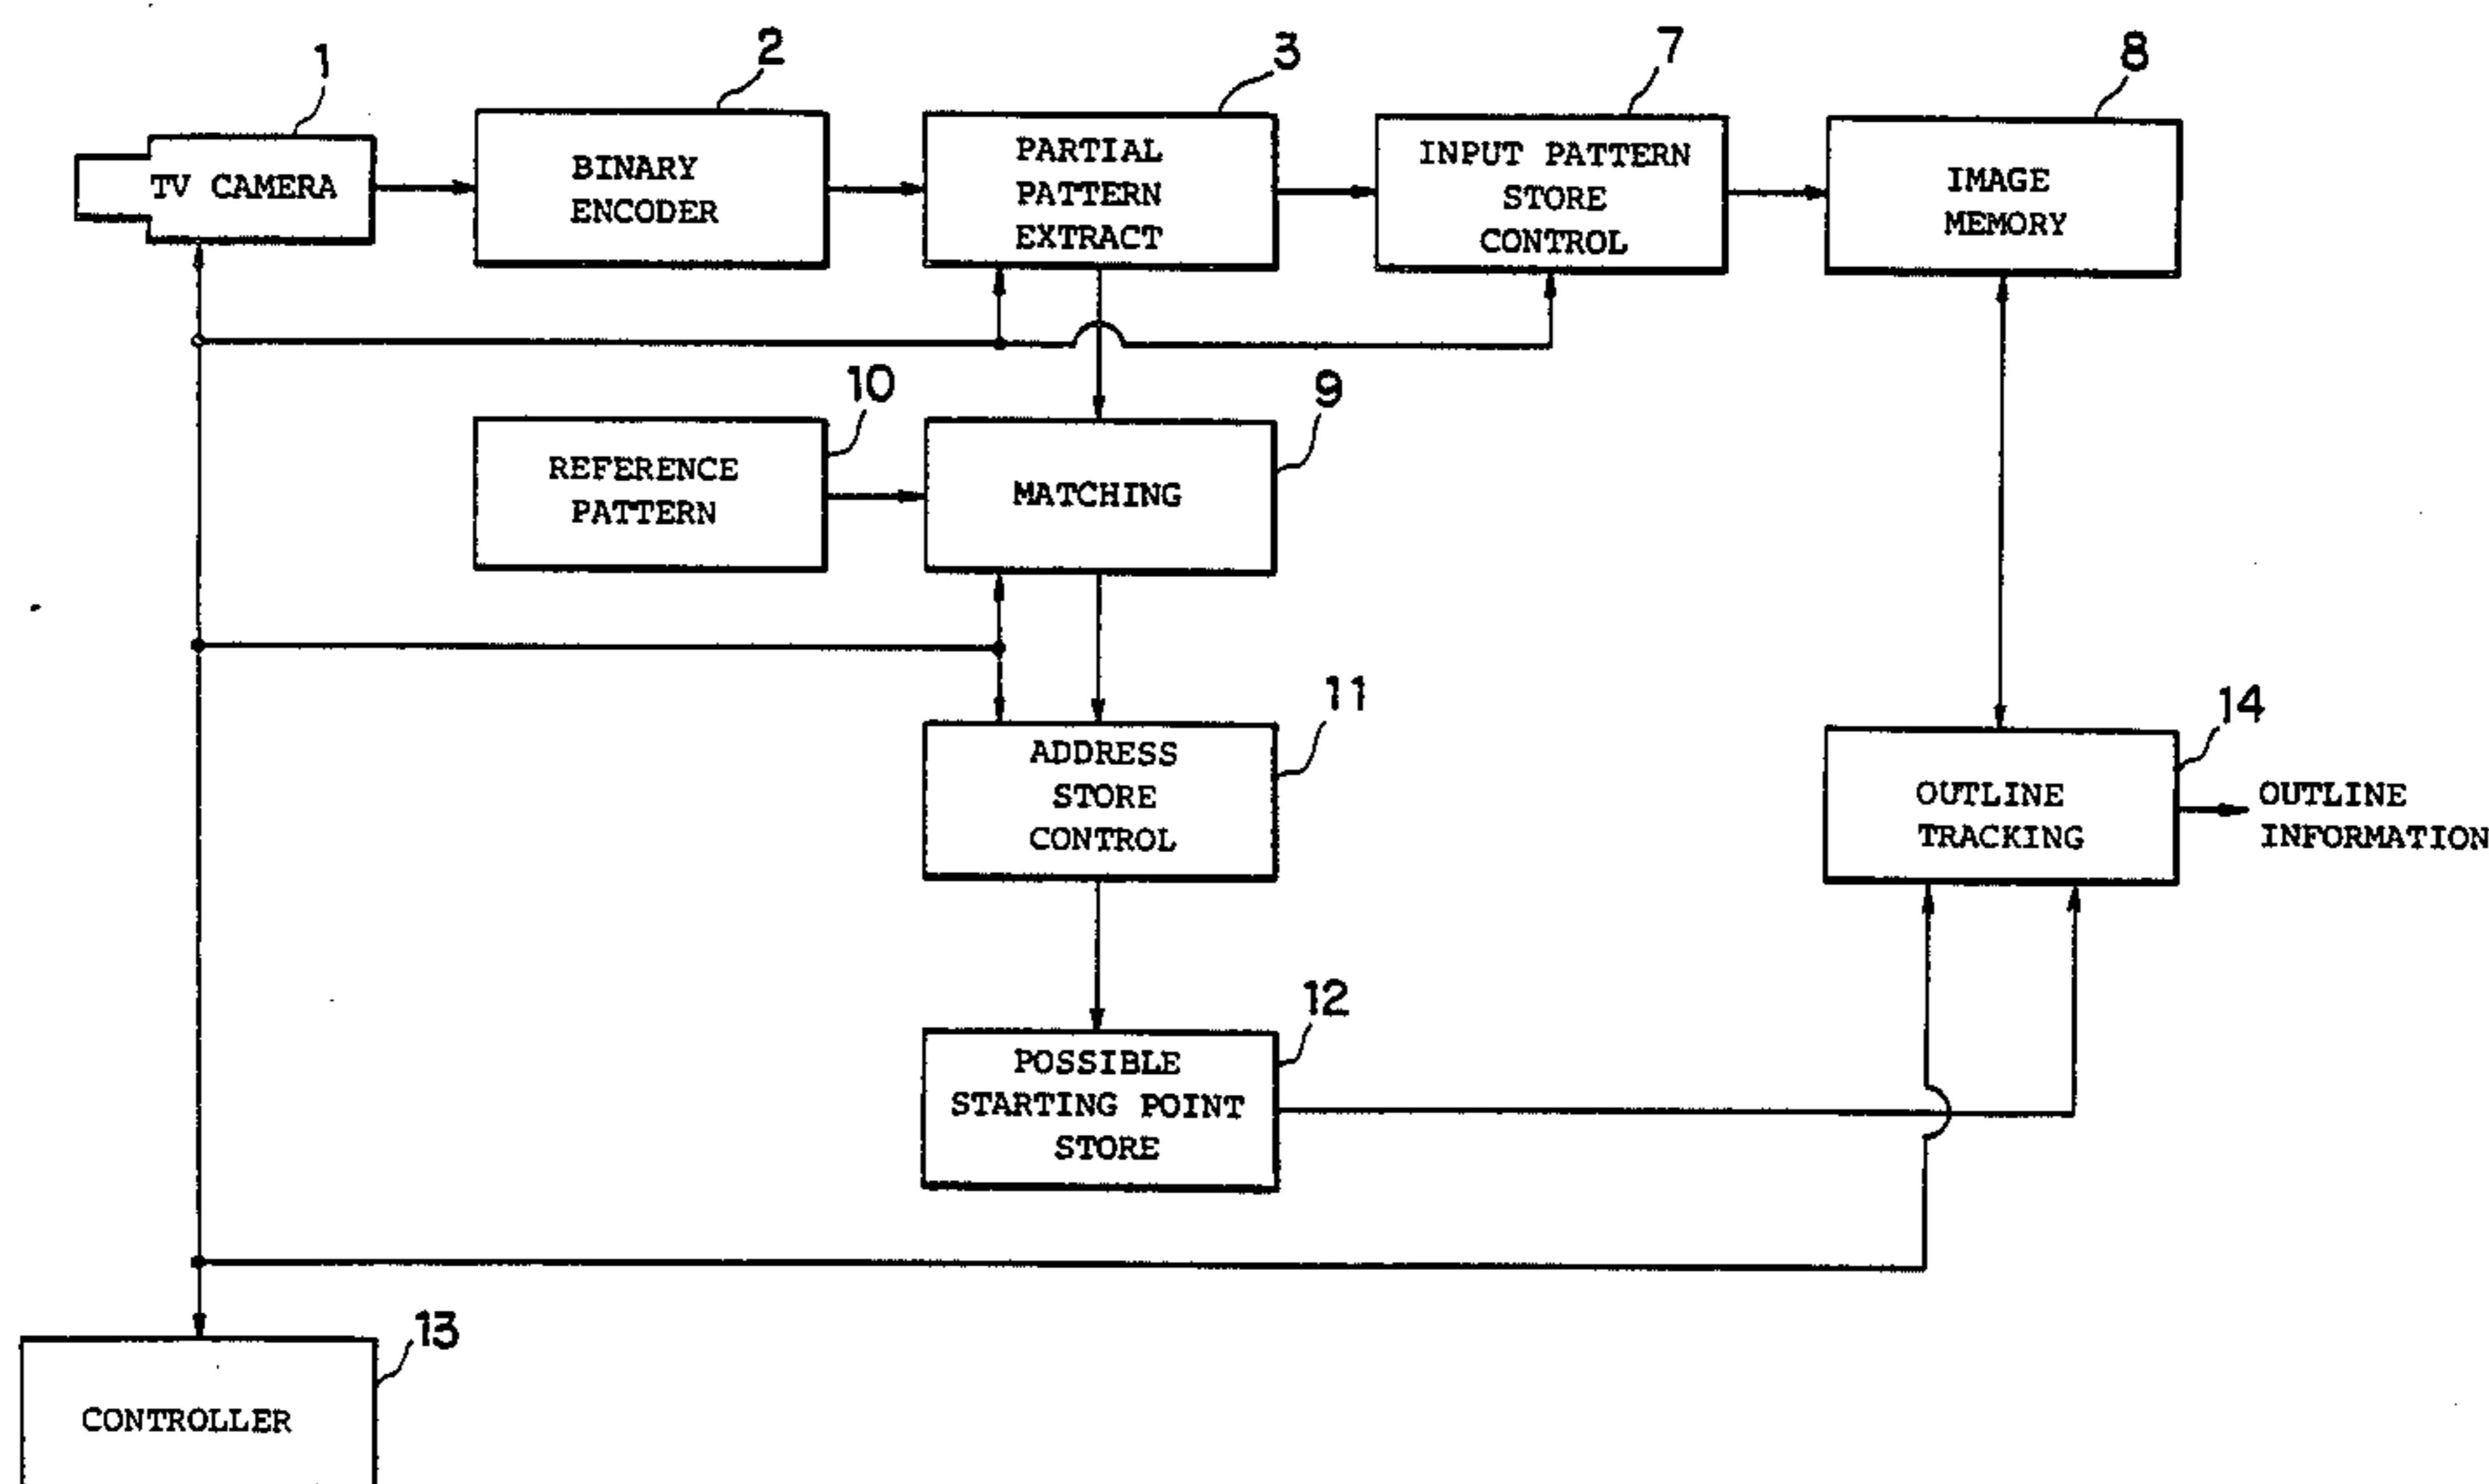 1
2
3
7
8
TV CAMERA
BINARY
ENCODER
PARTIAL
PATTERN
EXTRACT
INPUT PATTERN
STORE
CONTROL
IMAGE
MEMORY
10
9
REFERENCE
PATTERN
MATCHING
11
14
ADDRESS
STORE
CONTROL
OUTLINE
TRACKING
OUTLINE
INFORMATION
12
POSSIBLE
STARTING POINT
STORE
13
CONTROLLER